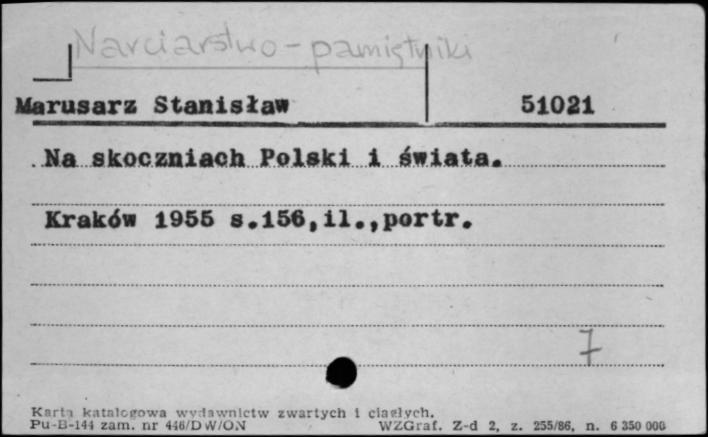 Narciarstwo - pamiętniki
Marusarz Stanisław 51021
Na skoczniach Polski i świata.
Kraków 1955 s.156,il.,portr.
7
Karta katalogowa wydawnictw zwartych i ciągłych.
Pu-B-144 zam. nr 446/DW/ON WZGraf. Z-d 2, z. 255/86, n. 6 350 000